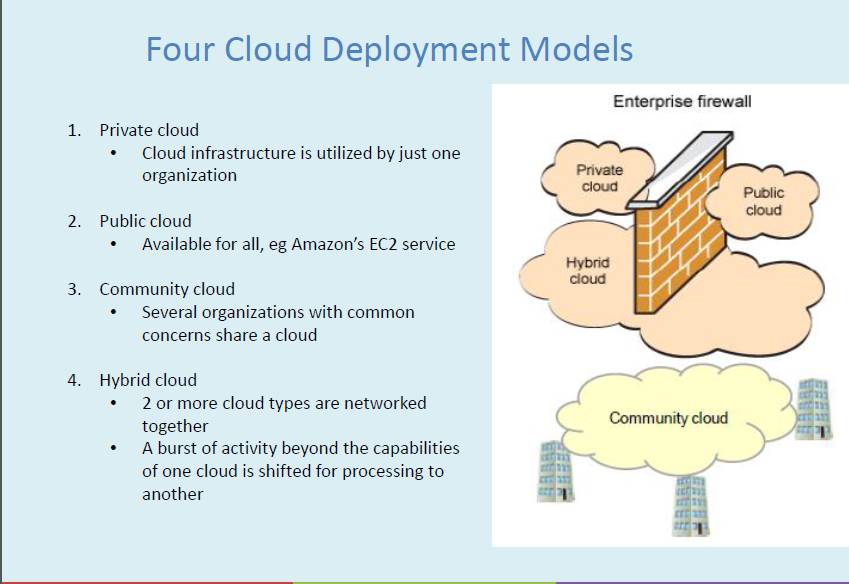 Four Cloud Deployment Models
1. Private cloud
• Cloud infrastructure is utilized by just one
organization
2. Public cloud
• Available for all, eg Amazon's EC2 service
3. Community cloud
• Several organizations with common
concerns share a cloud
4. Hybrid cloud
• 2 or more cloud types are networked
together
• A burst of activity beyond the capabilities
of one cloud is shifted for processing to
another
Enterprise firewall
Private
cloud
Public
cloud
Hybrid
cloud
Community cloud